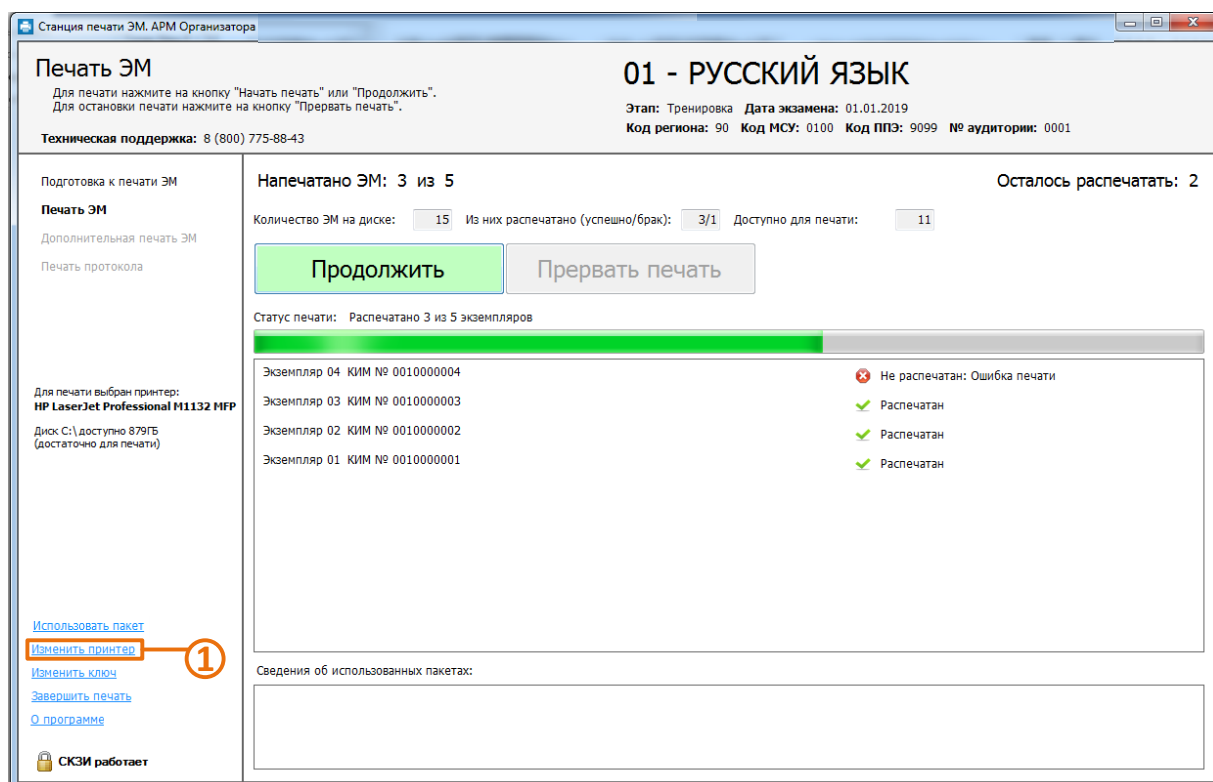 Станция печати ЭМ. АРМ Организатора
Печать ЭМ
Для печати нажмите на кнопку "Начать печать" или "Продолжить".
Для остановки печати нажмите на кнопку "Прервать печать".
Техническая поддержка: 8 (800) 775-88-43
01 - РУССКИЙ ЯЗЫК
Этап: Тренировка Дата экзамена: 01.01.2019
Код региона: 90 Код МСУ: 0100 Код ППЭ: 9099 № аудитории: 0001
Подготовка к печати ЭМ
Печать ЭМ
Дополнительная печать ЭМ
Печать протокола
Для печати выбран принтер:
HP LaserJet Professional M1132 MFP
Диск C:\ доступно 879ГБ
(достаточно для печати)
Использовать пакет
Изменить принтер
1
Изменить ключ
Завершить печать
О программе
СКЗИ работает
Напечатано ЭМ: 3 из 5
Осталось распечатать: 2
Количество ЭМ на диске: 15 Из них распечатано (успешно/брак): 3/1 Доступно для печати: 11
Продолжить
Прервать печать
Статус печати: Распечатано 3 из 5 экземпляров
Экземпляр 04 КИМ № 0010000004 Не распечатан: Ошибка печати
Экземпляр 03 КИМ № 0010000003 Распечатан
Экземпляр 02 КИМ № 0010000002 Распечатан
Экземпляр 01 КИМ № 0010000001 Распечатан
Сведения об использованных пакетах: